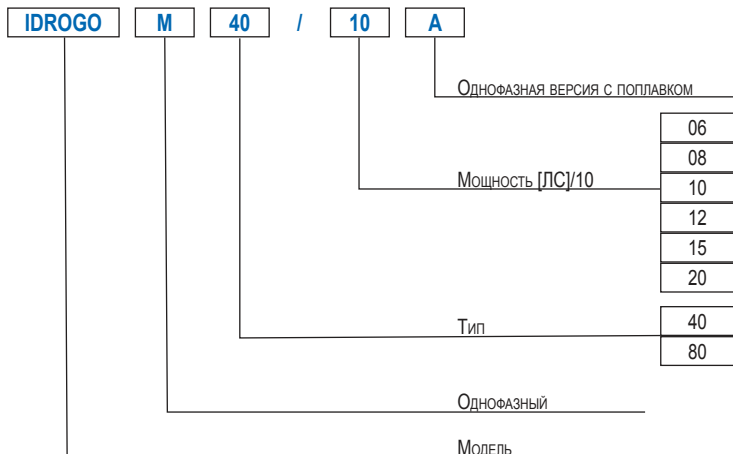 IDROGO M 40 / 10 A
Однофазная версия с поплавком
06
08
Мощность [ЛС]/10 10
12
15
20
Тип 40
80
Однофазный
Модель